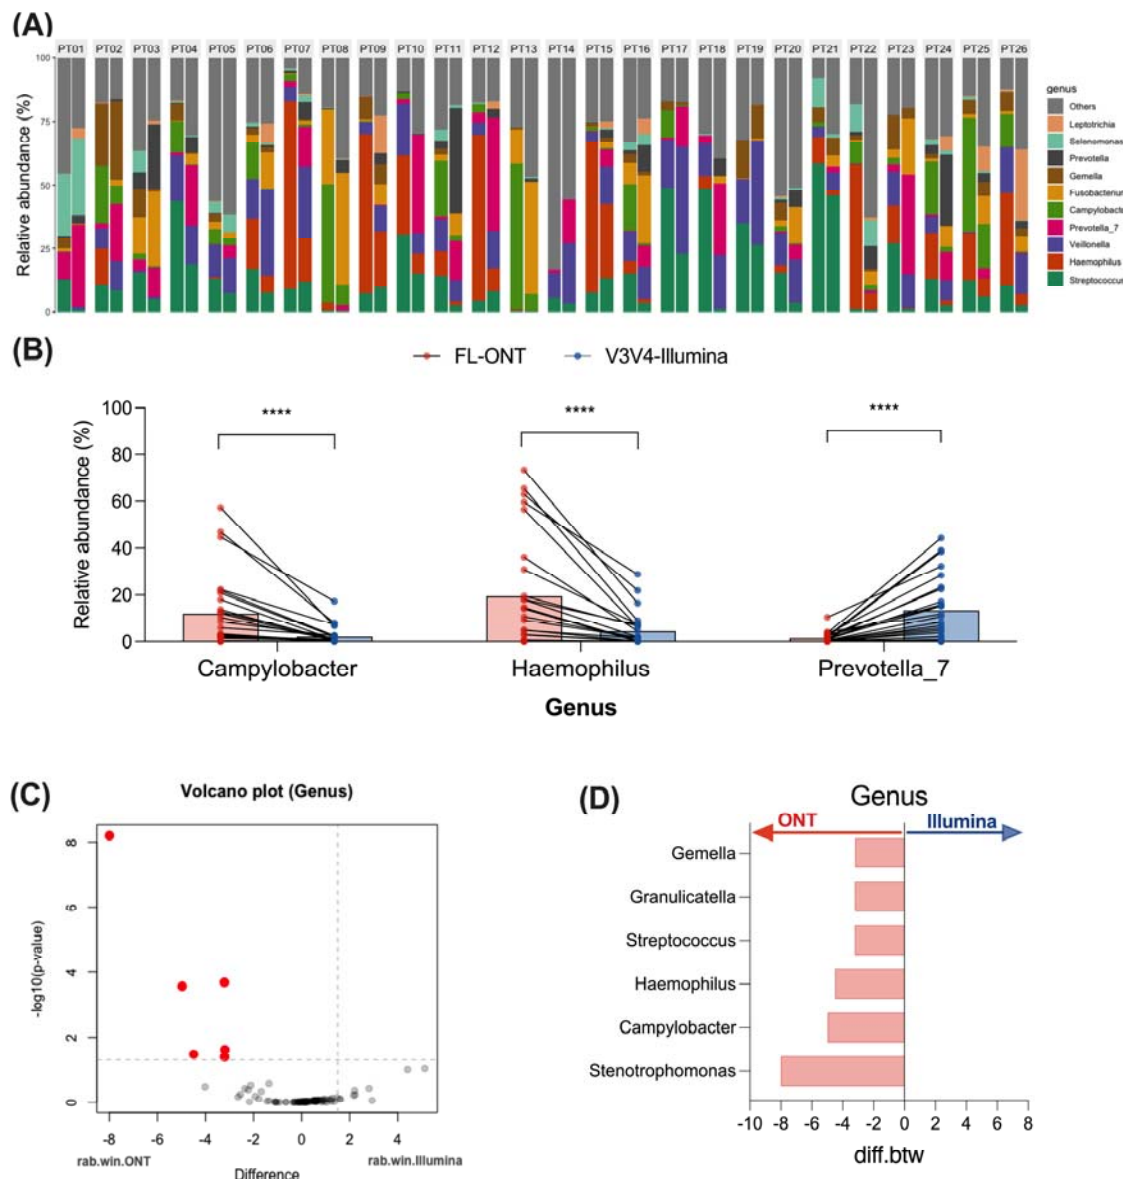 (A)
PT01 PT02 PT03 PT04 PT05 PT06 PT07 PT08 PT09 PT10 PT11 PT12 PT13 PT14 PT15 PT16 PT17 PT18 PT19 PT20 PT21 PT22 PT23 PT24 PT25 PT26
Relative abundance (%)
100
75
50
25
0
genus
Others
Leptotrichia
Selenomonas
Prevotella
Gemella
Fusobacterium
Campylobacte
Prevotella_7
Veillonella
Haemophilus
Streptococcus
(B)
FL-ONT V3V4-Illumina
Relative abundance (%)
100
80
60
40
20
0
**** **** ****
Campylobacter Haemophilus Prevotella_7
Genus
(C)
Volcano plot (Genus)
-log10(p-value)
8
6
4
2
0
-8 -6 -4 -2 0 2 4
rab.win.ONT rab.win.Illumina
Difference
(D)
Genus
ONT Illumina
Gemella
Granulicatella
Streptococcus
Haemophilus
Campylobacter
Stenotrophomonas
-10 -8 -6 -4 -2 0 2 4 6 8
diff.btw